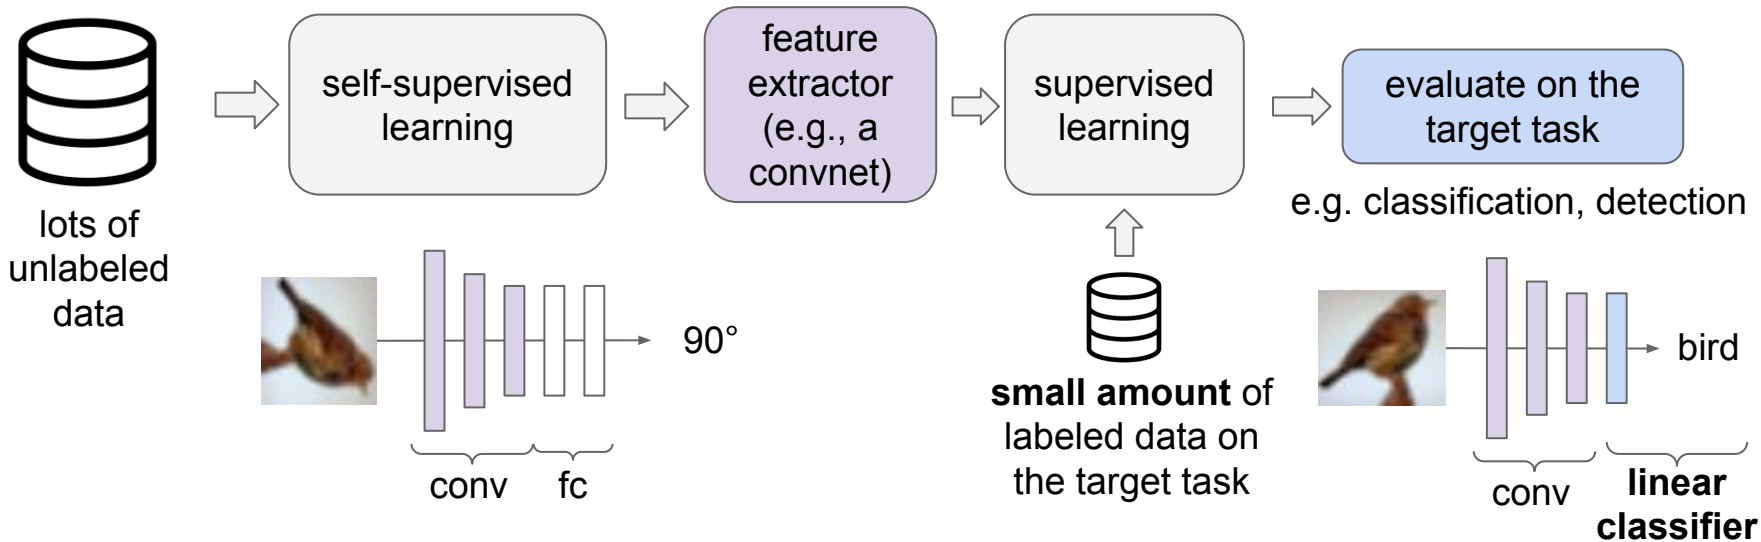 lots of
unlabeled
data
self-supervised
learning
feature
extractor
(e.g., a
convnet)
supervised
learning
evaluate on the
target task
e.g. classification, detection
90°
conv
fc
small amount of
labeled data on
the target task
bird
conv
linear
classifier